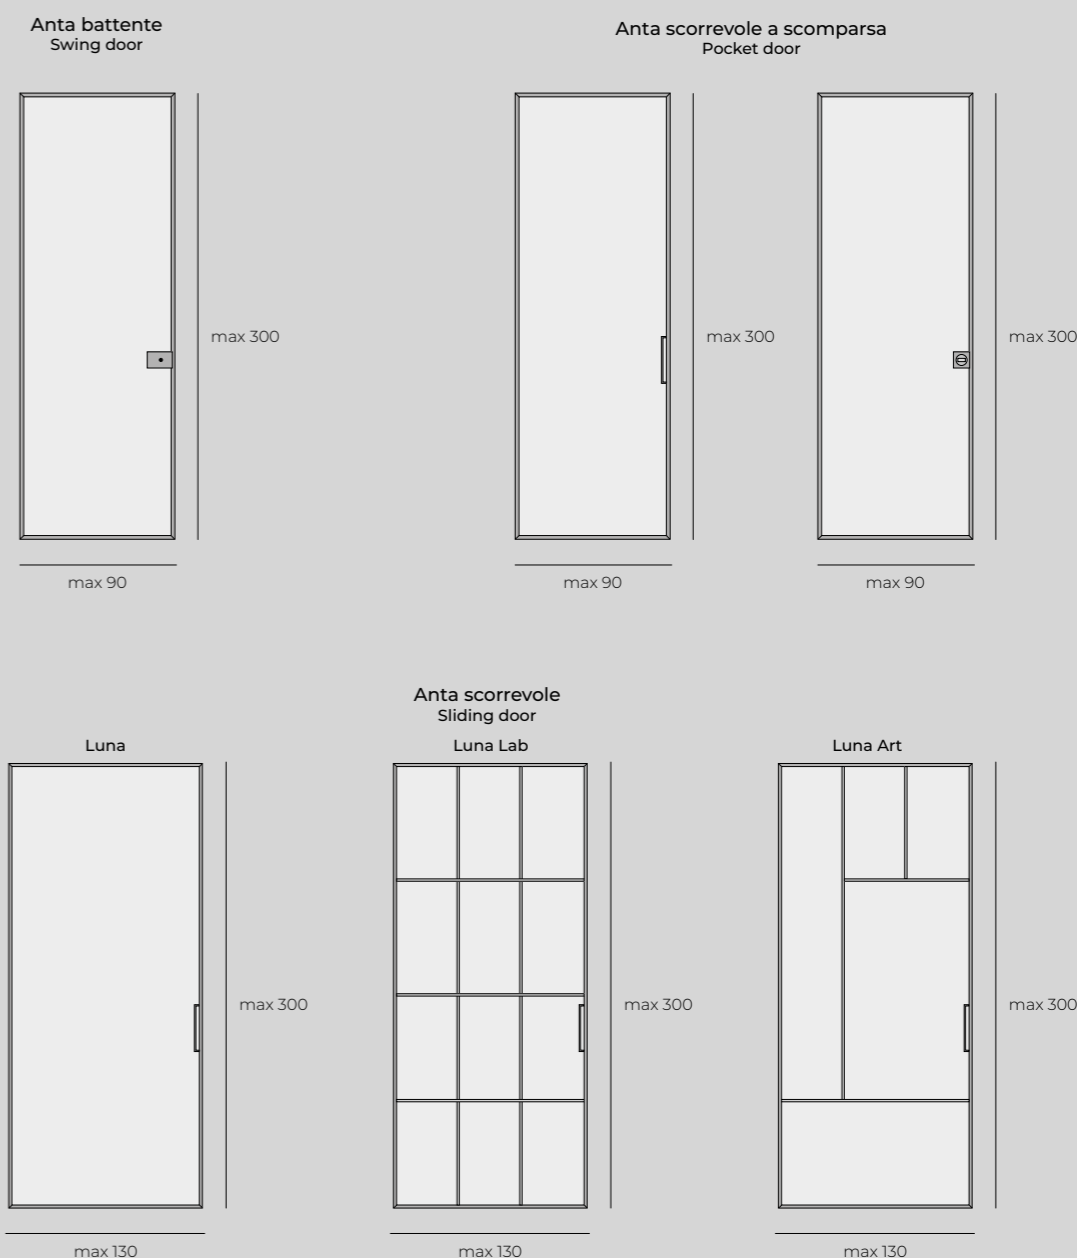 Anta battente
Swing door
Anta scorrevole a scomparsa
Pocket door
max 300
max 300
max 300
max 90
max 90
max 90
Anta scorrevole
Sliding door
Luna
Luna Lab
Luna Art
max 300
max 300
max 300
max 130
max 130
max 130